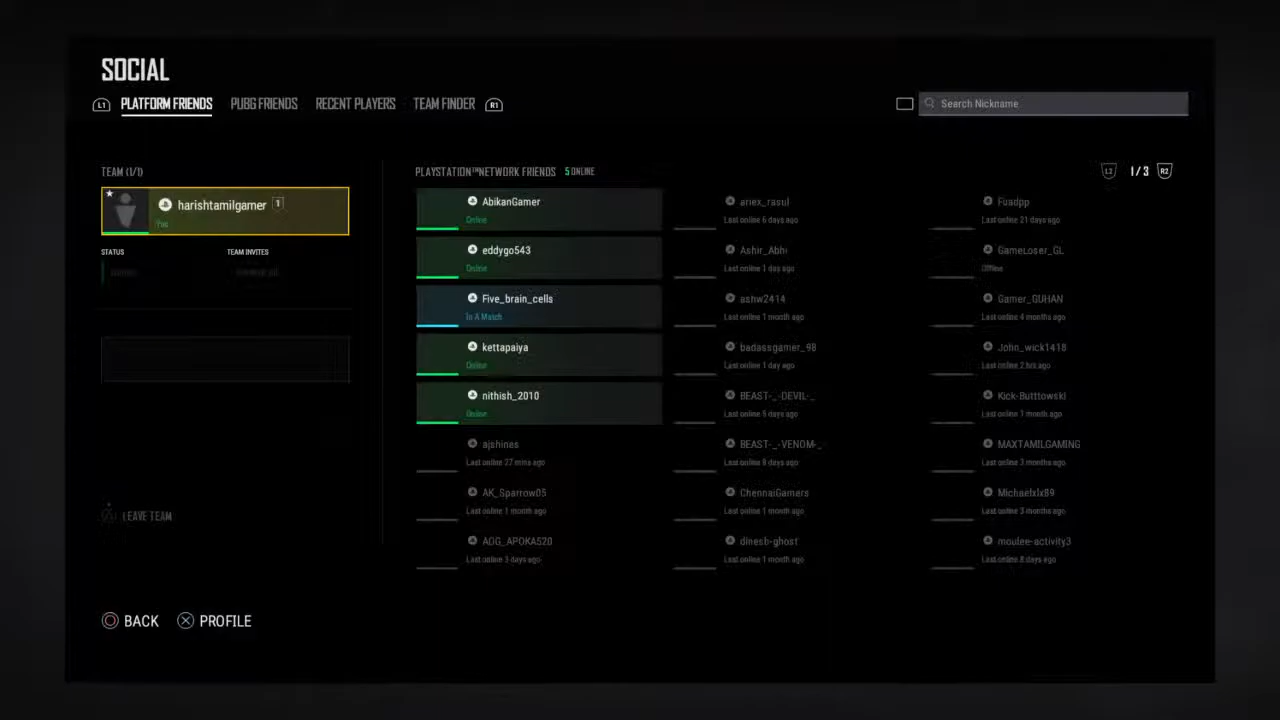 SOCIAL
L1 PLATFORM FRIENDS PUBG FRIENDS RECENT PLAYERS TEAM FINDER R1
Search Nickname
TEAM (1/1)
harishtamilgamer 1
You
STATUS TEAM INVITES
LEAVE TEAM
PLAYSTATION™NETWORK FRIENDS 5 ONLINE
L2 1/3 R2
AbikanGamer
Online
eddygo543
Online
Five_brain_cells
In A Match
kettapaiya
Online
nithish_2010
Online
ajshines
Last online 27 mins ago
AK_Sparrow05
Last online 1 month ago
AOG_APOKA520
Last online 3 days ago
ariex_rasul
Last online 6 days ago
Ashir_Abhi
Last online 1 day ago
ashw2414
Last online 1 month ago
badassgamer_98
Last online 1 day ago
BEAST-_-DEVIL-_
Last online 5 days ago
BEAST-_-VENOM-_
Last online 8 days ago
ChennaiGamers
Last online 1 month ago
dinesh-ghost
Last online 1 month ago
Fuadpp
Last online 21 days ago
GameLoser_GL
Offline
Gamer_GUHAN
Last online 4 months ago
John_wick1418
Last online 2 hrs ago
Kick-Butttowski
Last online 1 month ago
MAXTAMILGAMING
Last online 3 months ago
Michaelxlx89
Last online 3 months ago
moulee-activity3
Last online 8 days ago
BACK PROFILE